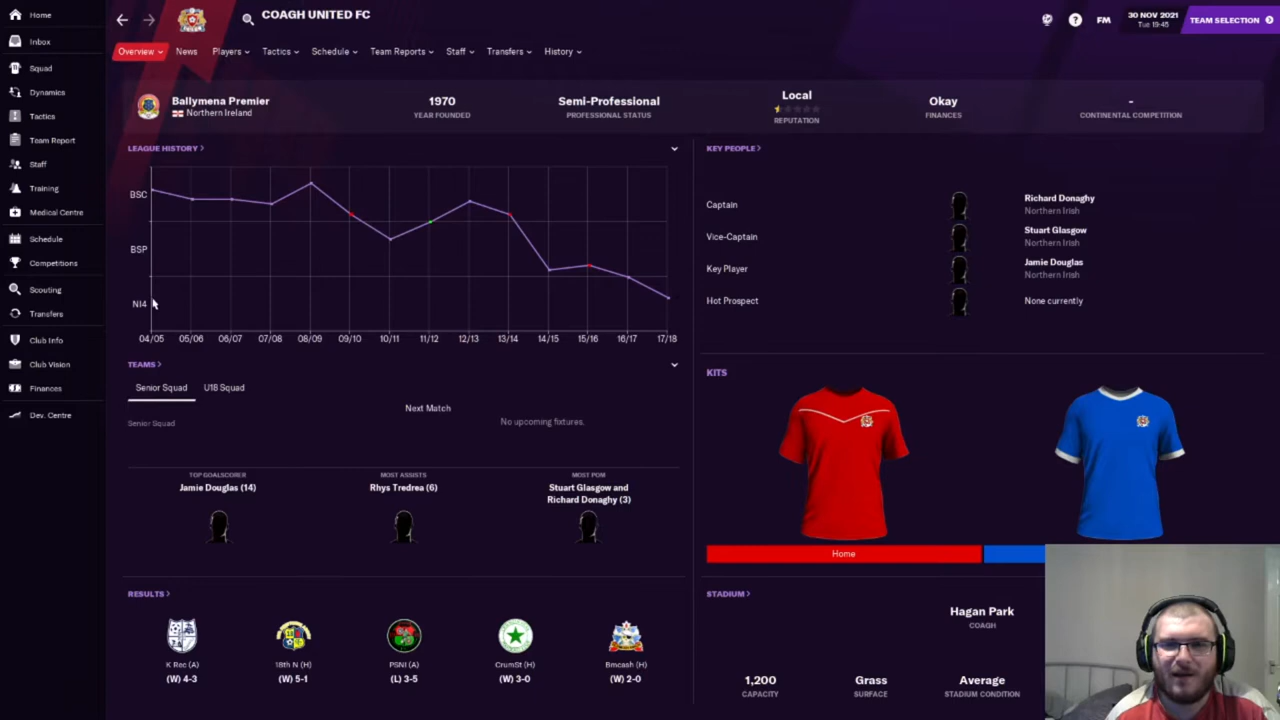 COAGH UNITED FC
FM
30 NOV 2021
Tue 19:45
TEAM SELECTION
Home
Inbox
Squad
Dynamics
Tactics
Team Report
Staff
Training
Medical Centre
Schedule
Competitions
Scouting
Transfers
Club Info
Club Vision
Finances
Dev. Centre
Overview
News
Players
Tactics
Schedule
Team Reports
Staff
Transfers
History
Ballymena Premier
Northern Ireland
1970
YEAR FOUNDED
Semi-Professional
PROFESSIONAL STATUS
Local
REPUTATION
Okay
FINANCES
-
CONTINENTAL COMPETITION
LEAGUE HISTORY >
BSC
BSP
NI4
04/05 05/06 06/07 07/08 08/09 09/10 10/11 11/12 12/13 13/14 14/15 15/16 16/17 17/18
TEAMS >
Senior Squad
U18 Squad
Next Match
Senior Squad
No upcoming fixtures.
TOP GOALSCORER
Jamie Douglas (14)
MOST ASSISTS
Rhys Tredrea (6)
MOST POM
Stuart Glasgow and
Richard Donaghy (3)
RESULTS >
K Rec (A)
(W) 4-3
18th N (H)
(W) 5-1
PSNI (A)
(L) 3-5
CrumSt (H)
(W) 3-0
Bmcash (H)
(W) 2-0
KEY PEOPLE >
Captain
Richard Donaghy
Northern Irish
Vice-Captain
Stuart Glasgow
Northern Irish
Key Player
Jamie Douglas
Northern Irish
Hot Prospect
None currently
KITS
Home
STADIUM >
Hagan Park
COAGH
1,200
CAPACITY
Grass
SURFACE
Average
STADIUM CONDITION